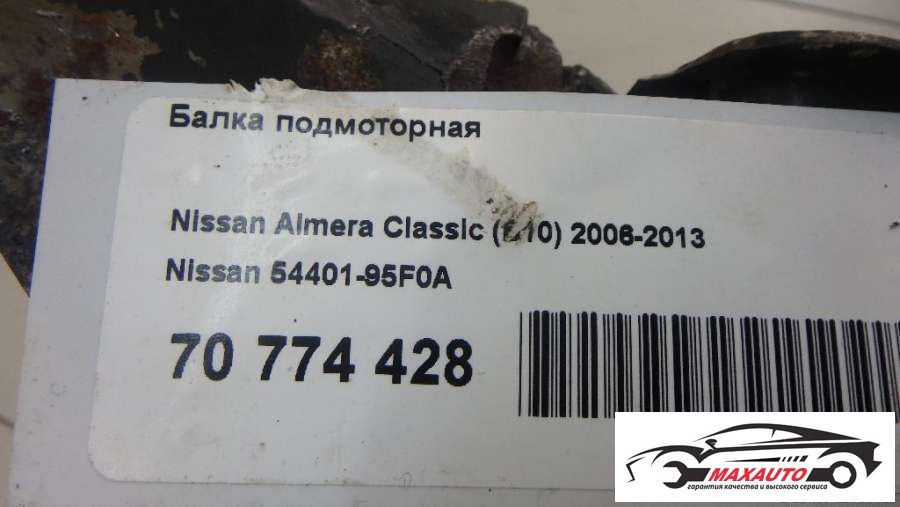 Балка подмоторная
Nissan Almera Classic 2006-2013
Nissan 54401-95F0A
70 774 428
MAXAUTO
гарантия качества и высокого сервиса